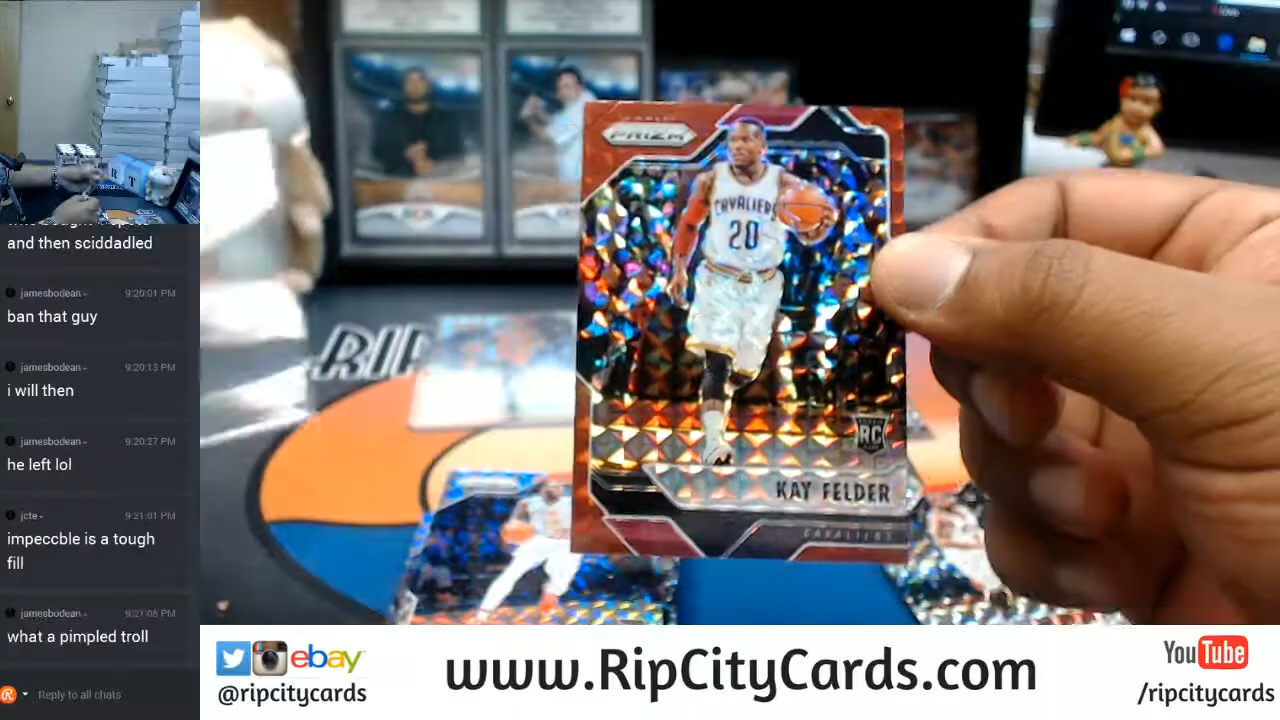 and then sciddadled
jamesbodean- 9:20:01 PM
ban that guy
jamesbodean- 9:20:13 PM
i will then
jamesbodean- 9:20:27 PM
he left lol
jcte- 9:21:01 PM
impeccble is a tough
fill
jamesbodean- 9:21:08 PM
what a pimpled troll
Reply to all chats
RIP
PRIZM
CAVALIERS
20
RC
KAY FELDER
CAVALIERS
ebay
@ripcitycards
www.RipCityCards.com
YouTube
/ripcitycards